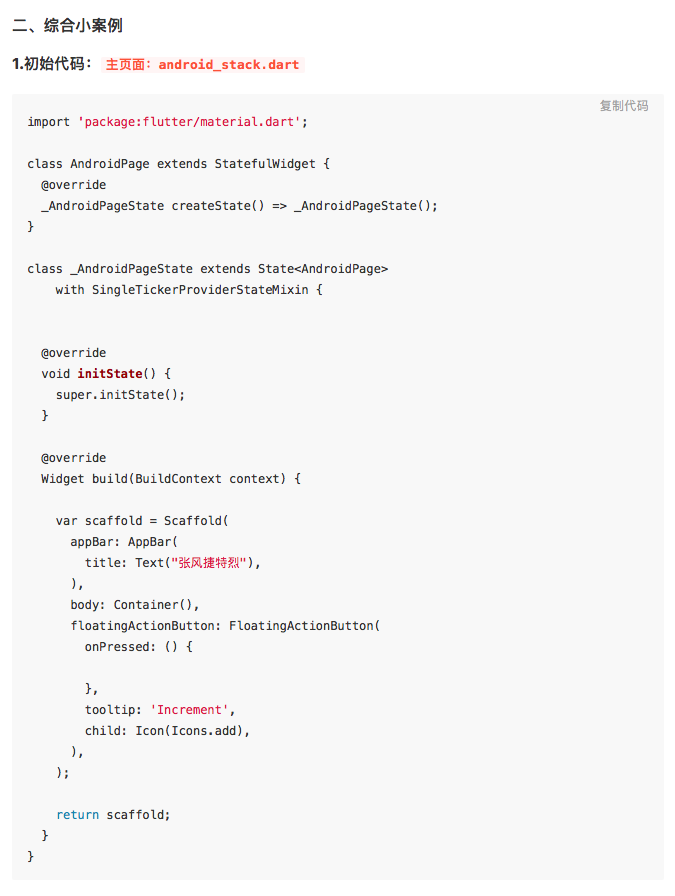 二、综合小案例
1.初始代码： 主页面：android_stack.dart
复制代码
import 'package:flutter/material.dart';

class AndroidPage extends StatefulWidget {
  @override
  _AndroidPageState createState() => _AndroidPageState();
}

class _AndroidPageState extends State<AndroidPage>
    with SingleTickerProviderStateMixin {


  @override
  void initState() {
    super.initState();
  }

  @override
  Widget build(BuildContext context) {

    var scaffold = Scaffold(
      appBar: AppBar(
        title: Text("张风捷特烈"),
      ),
      body: Container(),
      floatingActionButton: FloatingActionButton(
        onPressed: () {

        },
        tooltip: 'Increment',
        child: Icon(Icons.add),
      ),
    );

    return scaffold;
  }
}